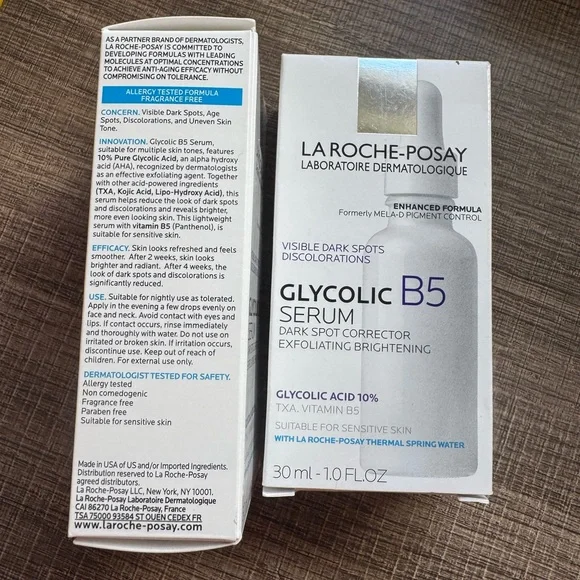 AS A PARTNER BRAND OF DERMATOLOGISTS,
LA ROCHE-POSAY IS COMMITTED TO
DEVELOPING FORMULAS WITH LEADING
MOLECULES AT OPTIMAL CONCENTRATIONS
TO ACHIEVE ANTI-AGING EFFICACY WITHOUT
COMPROMISING ON TOLERANCE.
ALLERGY TESTED FORMULA
FRAGRANCE FREE
CONCERN. Visible Dark Spots, Age
Spots, Discolorations, and Uneven Skin
Tone.
INNOVATION. Glycolic B5 Serum,
suitable for multiple skin tones, features
10% Pure Glycolic Acid, an alpha hydroxy
acid (AHA), recognized by dermatologists
as an effective exfoliating agent. Together
with other acid-powered ingredients
(TXA, Kojic Acid, Lipo-Hydroxy Acid), this
serum helps reduce the look of dark spots
and discolorations and reveals brighter,
more even looking skin. This lightweight
serum with vitamin B5 (Panthenol), is
suitable for sensitive skin.
EFFICACY. Skin looks refreshed and feels
smoother. After 2 weeks, skin looks
brighter and radiant. After 4 weeks, the
look of dark spots and discolorations is
significantly reduced.
USE. Suitable for nightly use as tolerated.
Apply in the evening a few drops evenly on
face and neck. Avoid contact with eyes and
lips. If contact occurs, rinse immediately
and thoroughly with water. Do not use on
irritated or broken skin. If irritation occurs,
discontinue use. Keep out of reach of
children. For external use only.
DERMATOLOGIST TESTED FOR SAFETY.
Allergy tested
Non comedogenic
Fragrance free
Paraben free
Suitable for sensitive skin
Made in USA of US and/or Imported Ingredients.
Distribution reserved to La Roche-Posay
agreed distributors.
La Roche-Posay LLC, New York, NY 10001.
La Roche-Posay Laboratoire Dermatologique
CAI 86270 La Roche-Posay, France
TSA 75000 93584 ST OUEN CEDEX FR
www.laroche-posay.com
LA ROCHE-POSAY
LABORATOIRE DERMATOLOGIQUE
ENHANCED FORMULA
Formerly MELA-D PIGMENT CONTROL
VISIBLE DARK SPOTS
DISCOLORATIONS
GLYCOLIC B5
SERUM
DARK SPOT CORRECTOR
EXFOLIATING BRIGHTENING
GLYCOLIC ACID 10%
TXA, VITAMIN B5
SUITABLE FOR SENSITIVE SKIN
WITH LA ROCHE-POSAY THERMAL SPRING WATER
30 ml - 1.0 FL.OZ